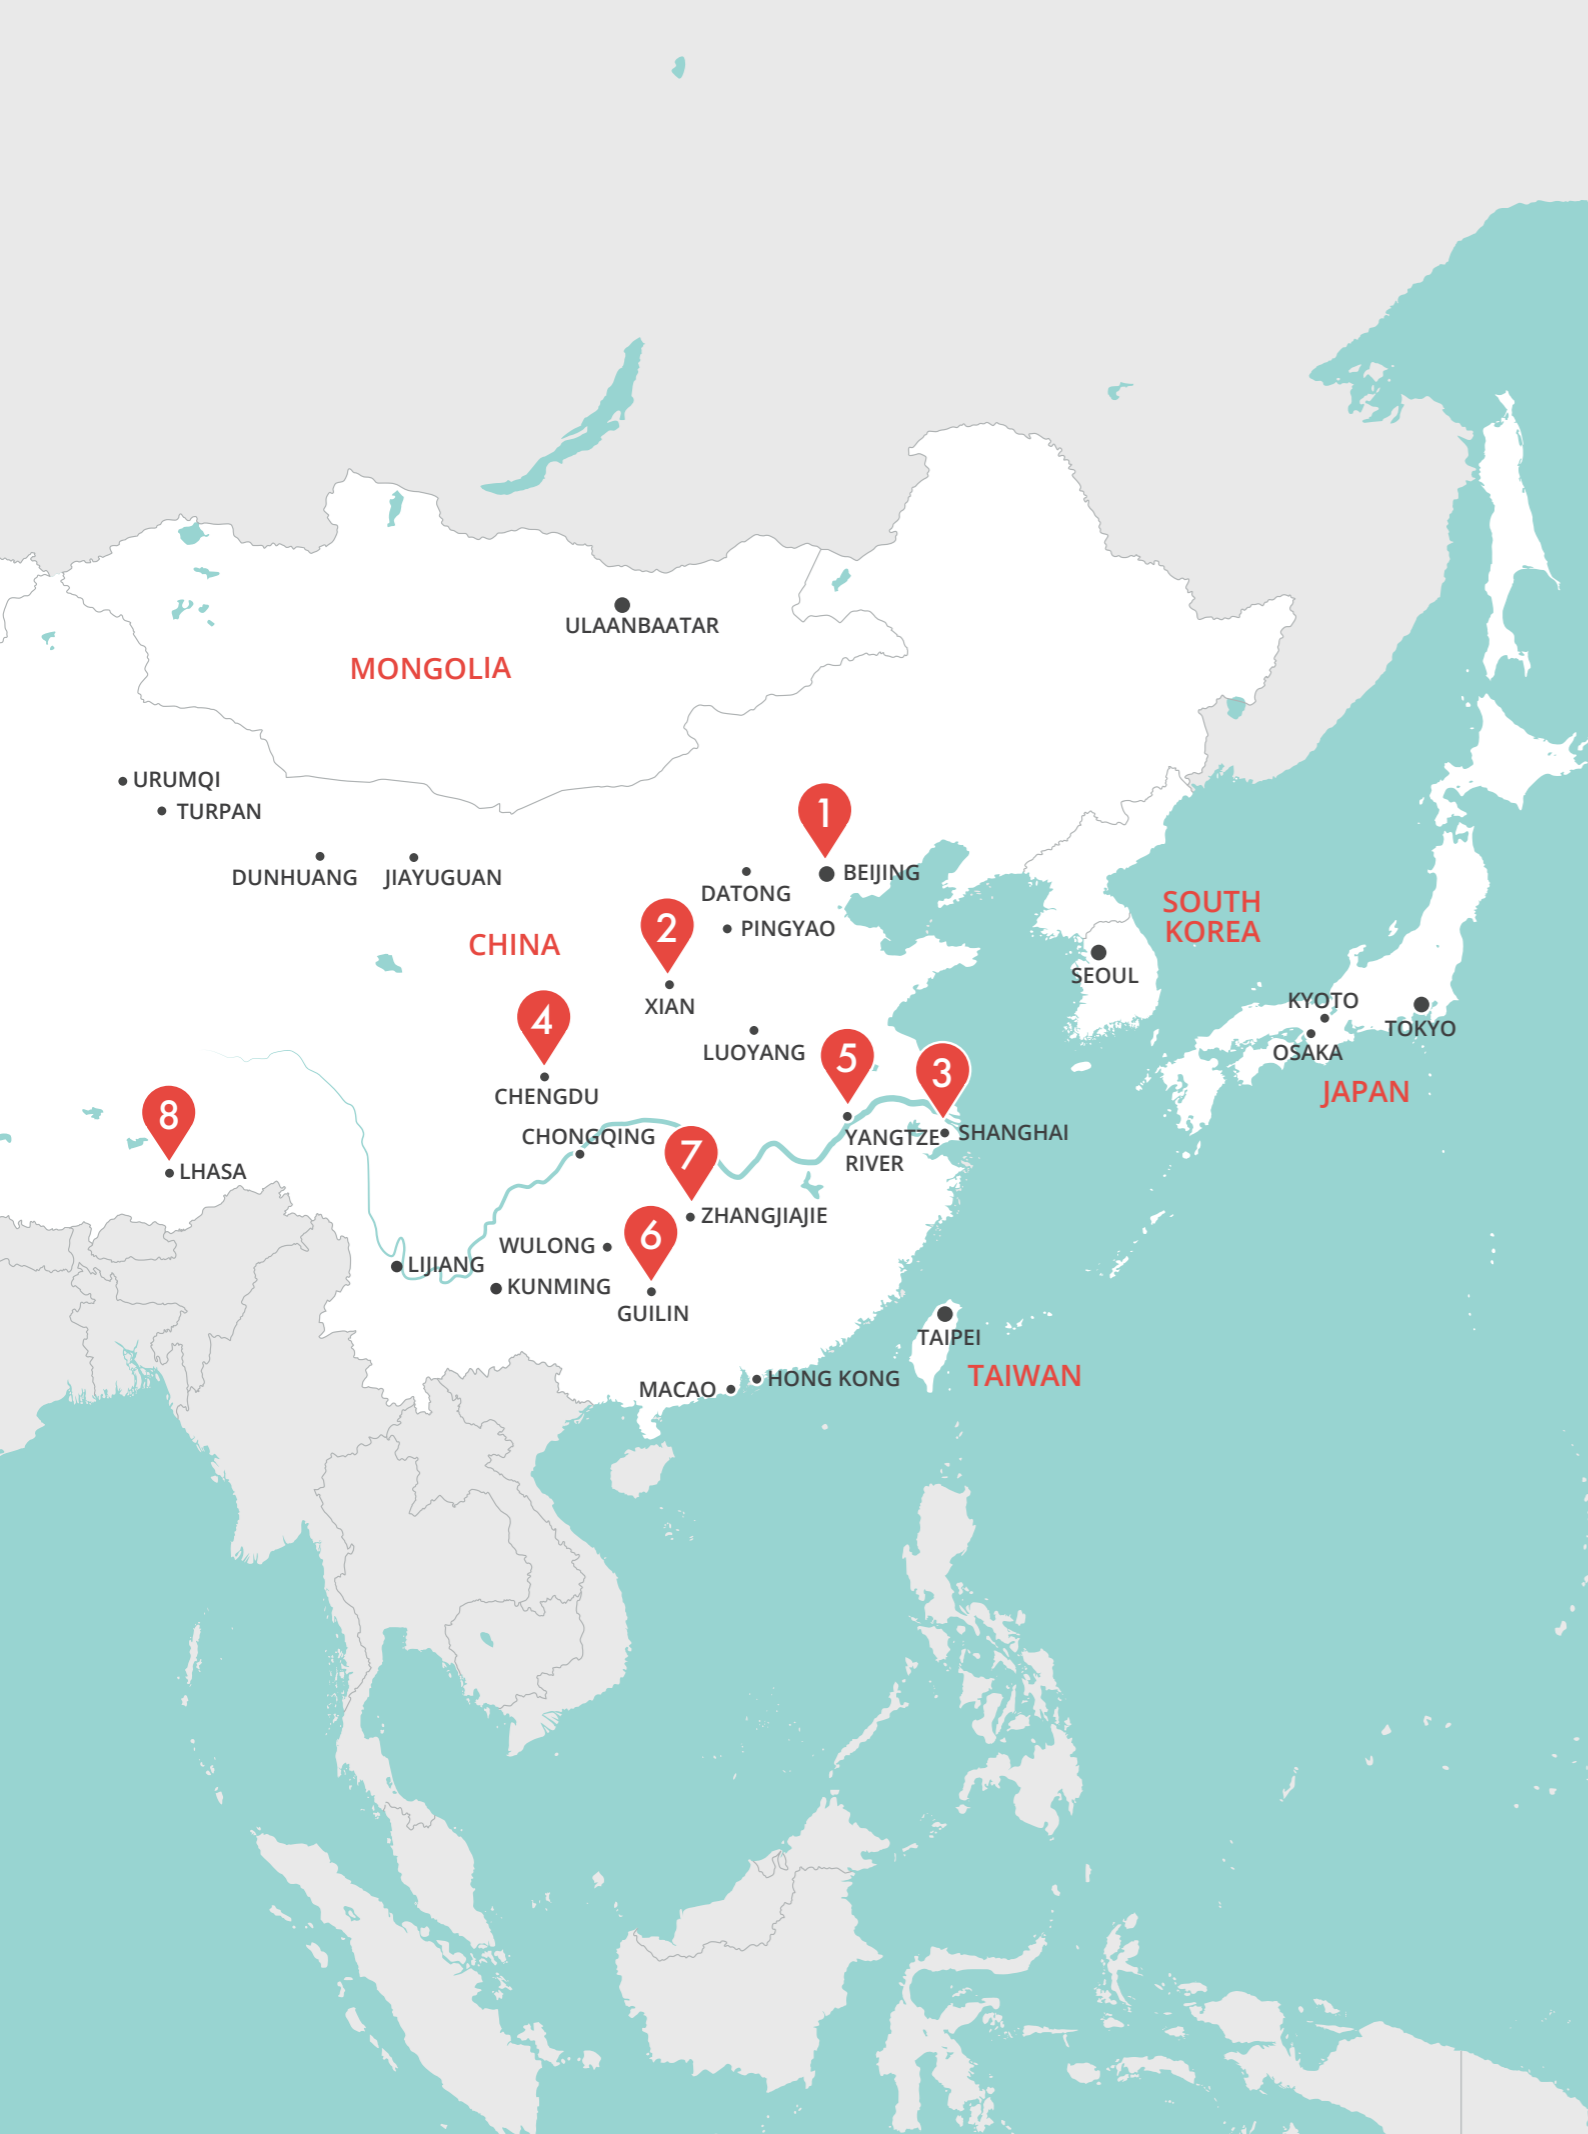 ULAANBAATAR
MONGOLIA
URUMQI
TURPAN
1
DUNHUANG
JIAYUGUAN
BEIJING
DATONG
2
PINGYAO
CHINA
SOUTH
KOREA
SEOUL
XIAN
4
KYOTO
TOKYO
OSAKA
LUOYANG
5
3
CHENGDU
JAPAN
8
CHONGQING
YANGTZE
RIVER
SHANGHAI
7
LHASA
ZHANGJIAJIE
6
WULONG
LIJIANG
KUNMING
GUILIN
TAIPEI
TAIWAN
HONG KONG
MACAO